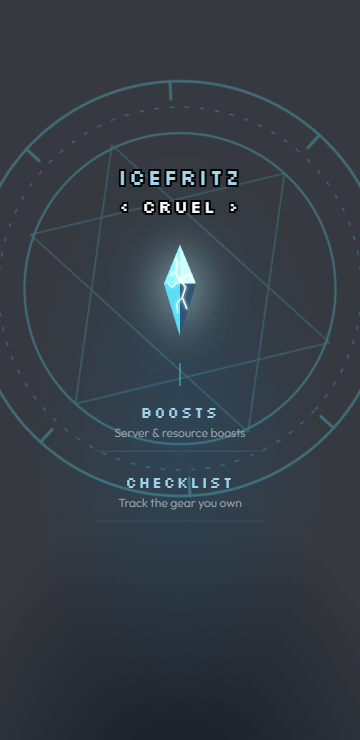 ICEFRITZ
‹ CRUEL ›
BOOSTS
Server & resource boosts
CHECKLIST
Track the gear you own